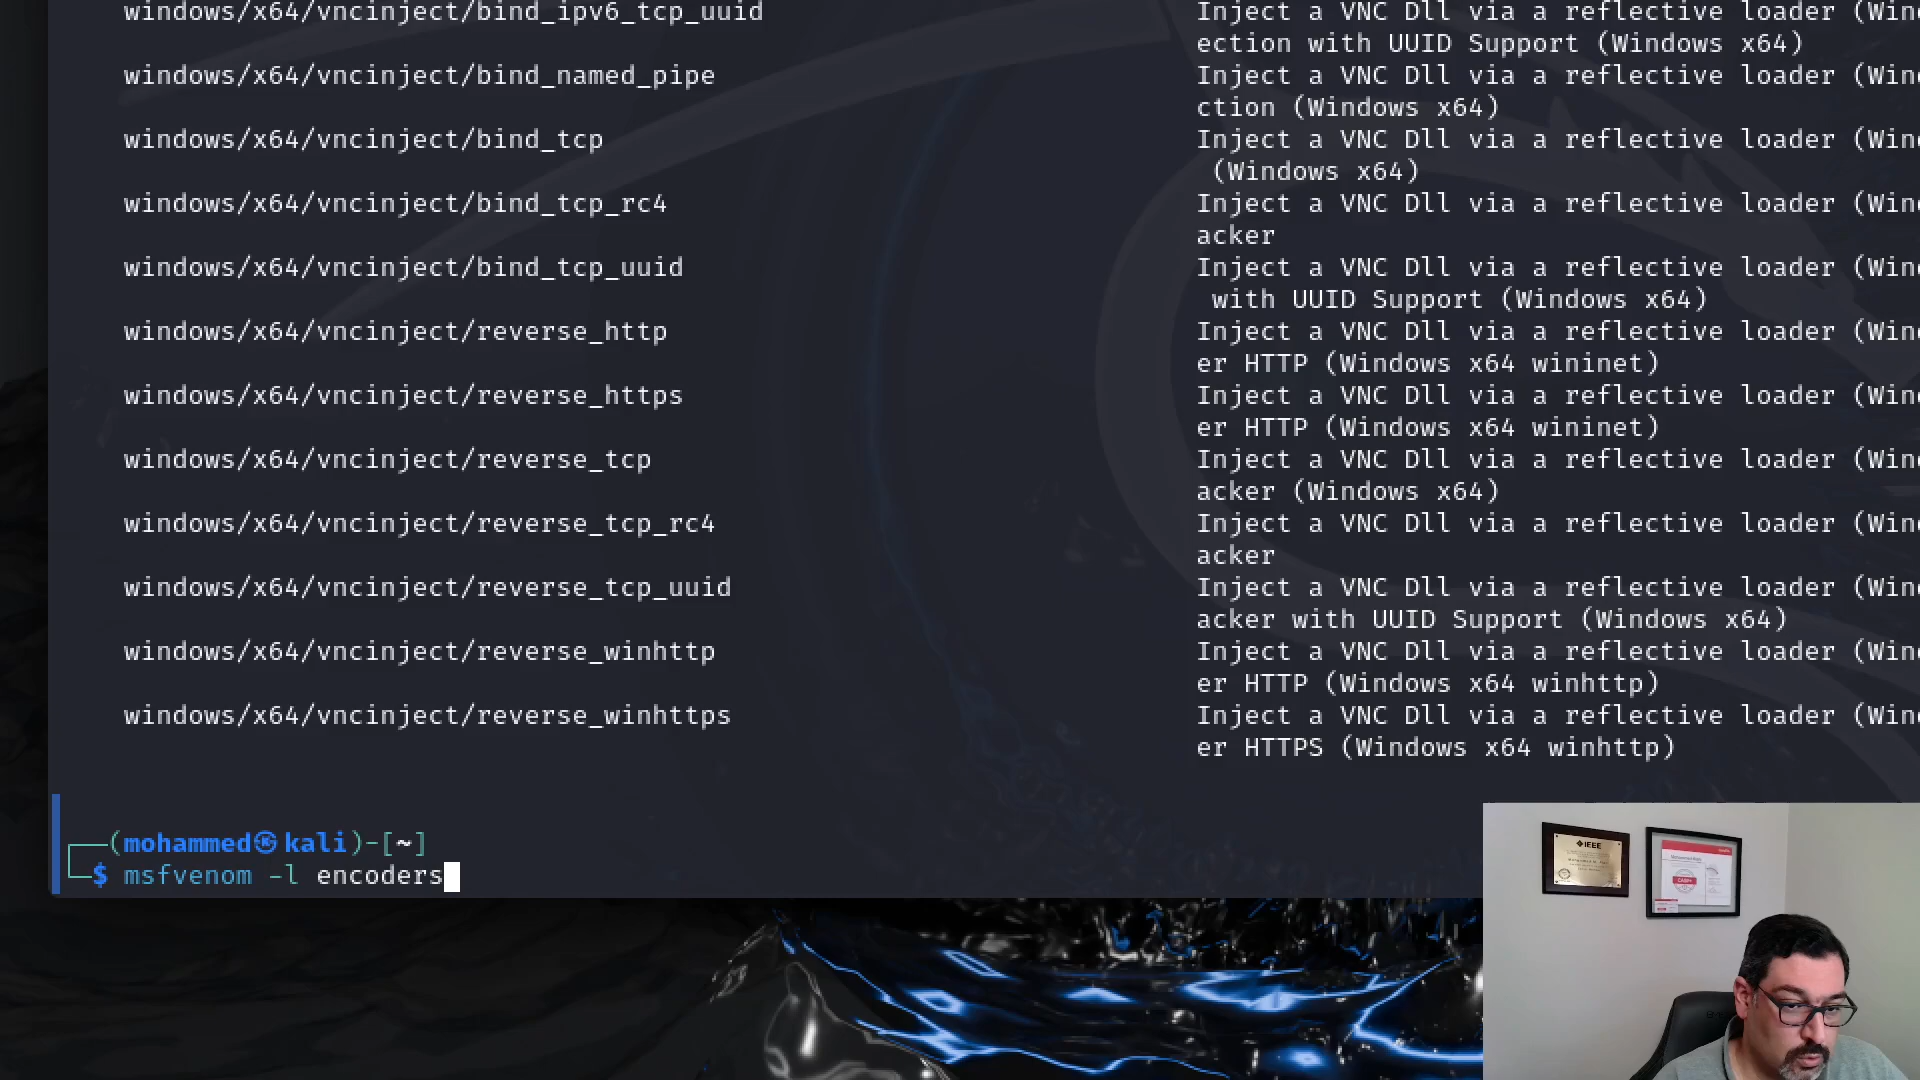 windows/x64/vncinject/bind_ipv6_tcp_uuid Inject a VNC Dll via a reflective loader (Win
ection with UUID Support (Windows x64)
windows/x64/vncinject/bind_named_pipe Inject a VNC Dll via a reflective loader (Win
ction (Windows x64)
windows/x64/vncinject/bind_tcp Inject a VNC Dll via a reflective loader (Win
(Windows x64)
windows/x64/vncinject/bind_tcp_rc4 Inject a VNC Dll via a reflective loader (Win
acker
windows/x64/vncinject/bind_tcp_uuid Inject a VNC Dll via a reflective loader (Win
with UUID Support (Windows x64)
windows/x64/vncinject/reverse_http Inject a VNC Dll via a reflective loader (Win
er HTTP (Windows x64 wininet)
windows/x64/vncinject/reverse_https Inject a VNC Dll via a reflective loader (Win
er HTTP (Windows x64 wininet)
windows/x64/vncinject/reverse_tcp Inject a VNC Dll via a reflective loader (Win
acker (Windows x64)
windows/x64/vncinject/reverse_tcp_rc4 Inject a VNC Dll via a reflective loader (Win
acker
windows/x64/vncinject/reverse_tcp_uuid Inject a VNC Dll via a reflective loader (Win
acker with UUID Support (Windows x64)
windows/x64/vncinject/reverse_winhttp Inject a VNC Dll via a reflective loader (Win
er HTTP (Windows x64 winhttp)
windows/x64/vncinject/reverse_winhttps Inject a VNC Dll via a reflective loader (Win
er HTTPS (Windows x64 winhttp)
(mohammed㉿kali)-[~]
$ msfvenom -l encoders
IEEE